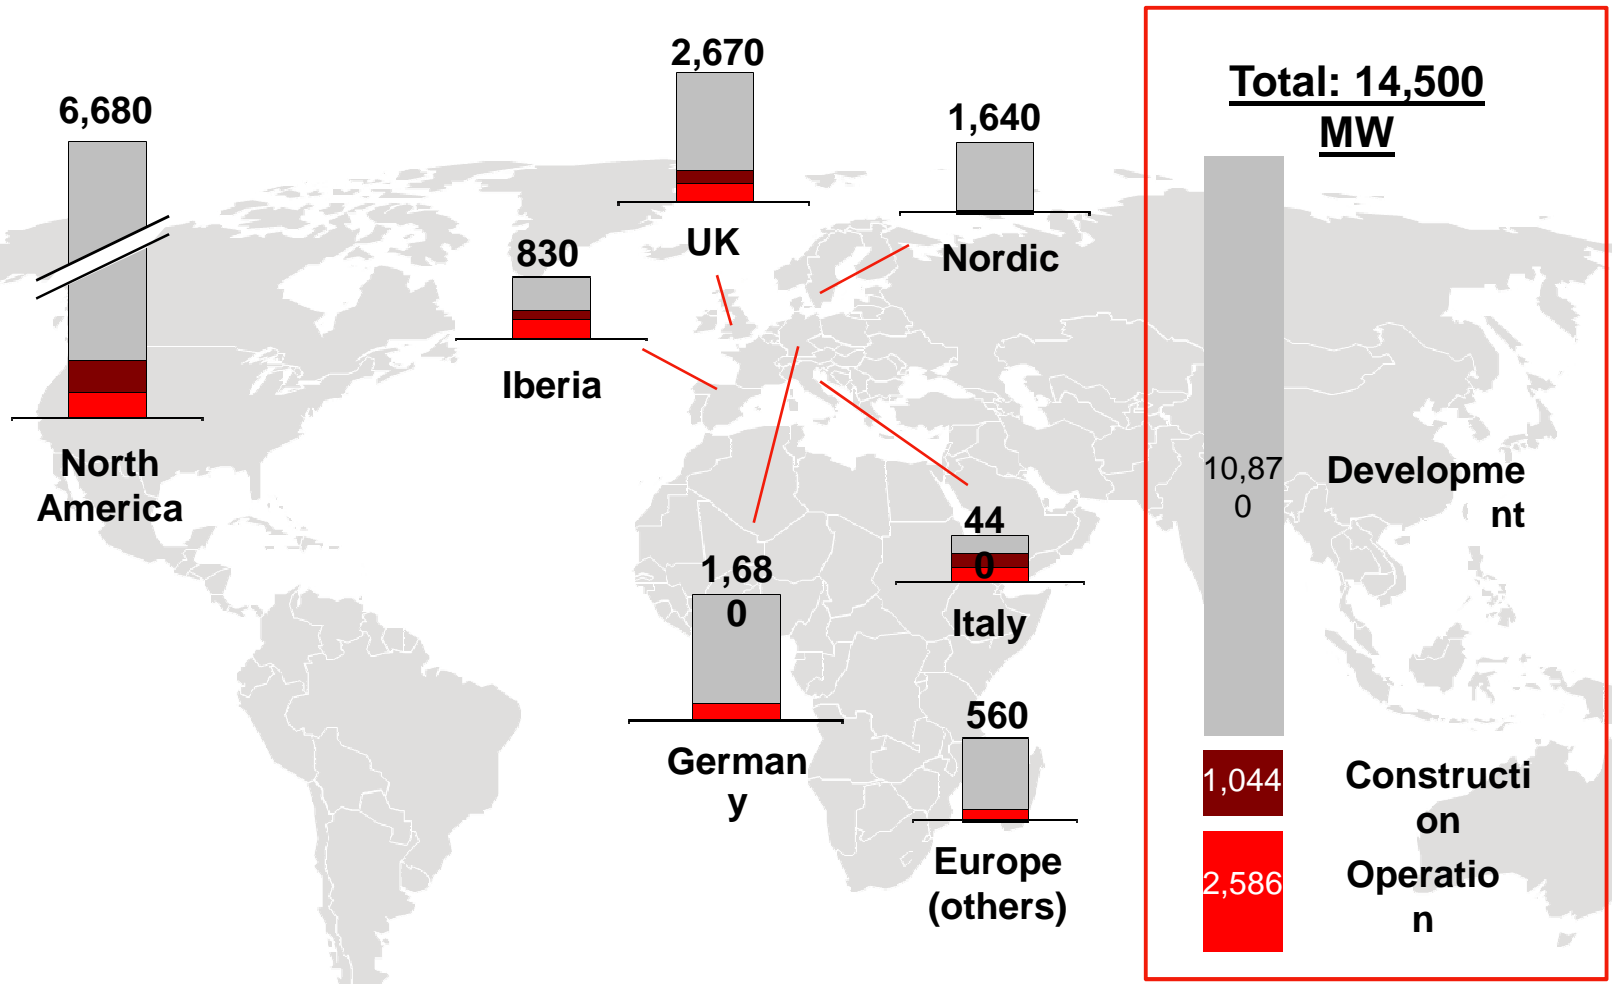 2,670
6,680
1,640
830
UK
Nordic
Iberia
North
America
44
0
1,68
0
Italy
560
German
y
Europe
(others)
Total: 14,500
MW
10,87
0
Developme
nt
1,044
Constructi
on
2,586
Operatio
n